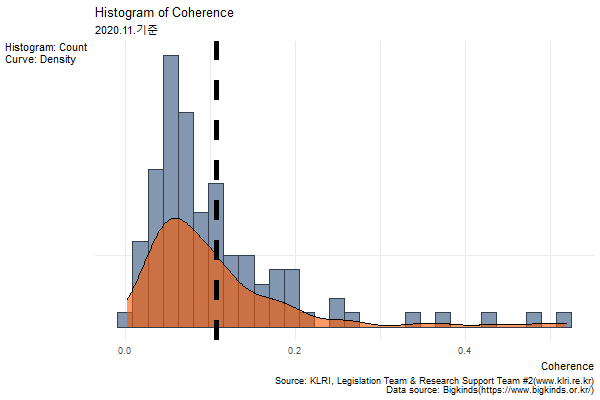 Histogram of Coherence
2020.11.기준
Histogram: Count
Curve: Density
0.0
0.2
0.4
Coherence
Source: KLRI, Legislation Team & Research Support Team #2(www.klri.re.kr)
Data source: Bigkinds(https://www.bigkinds.or.kr/)